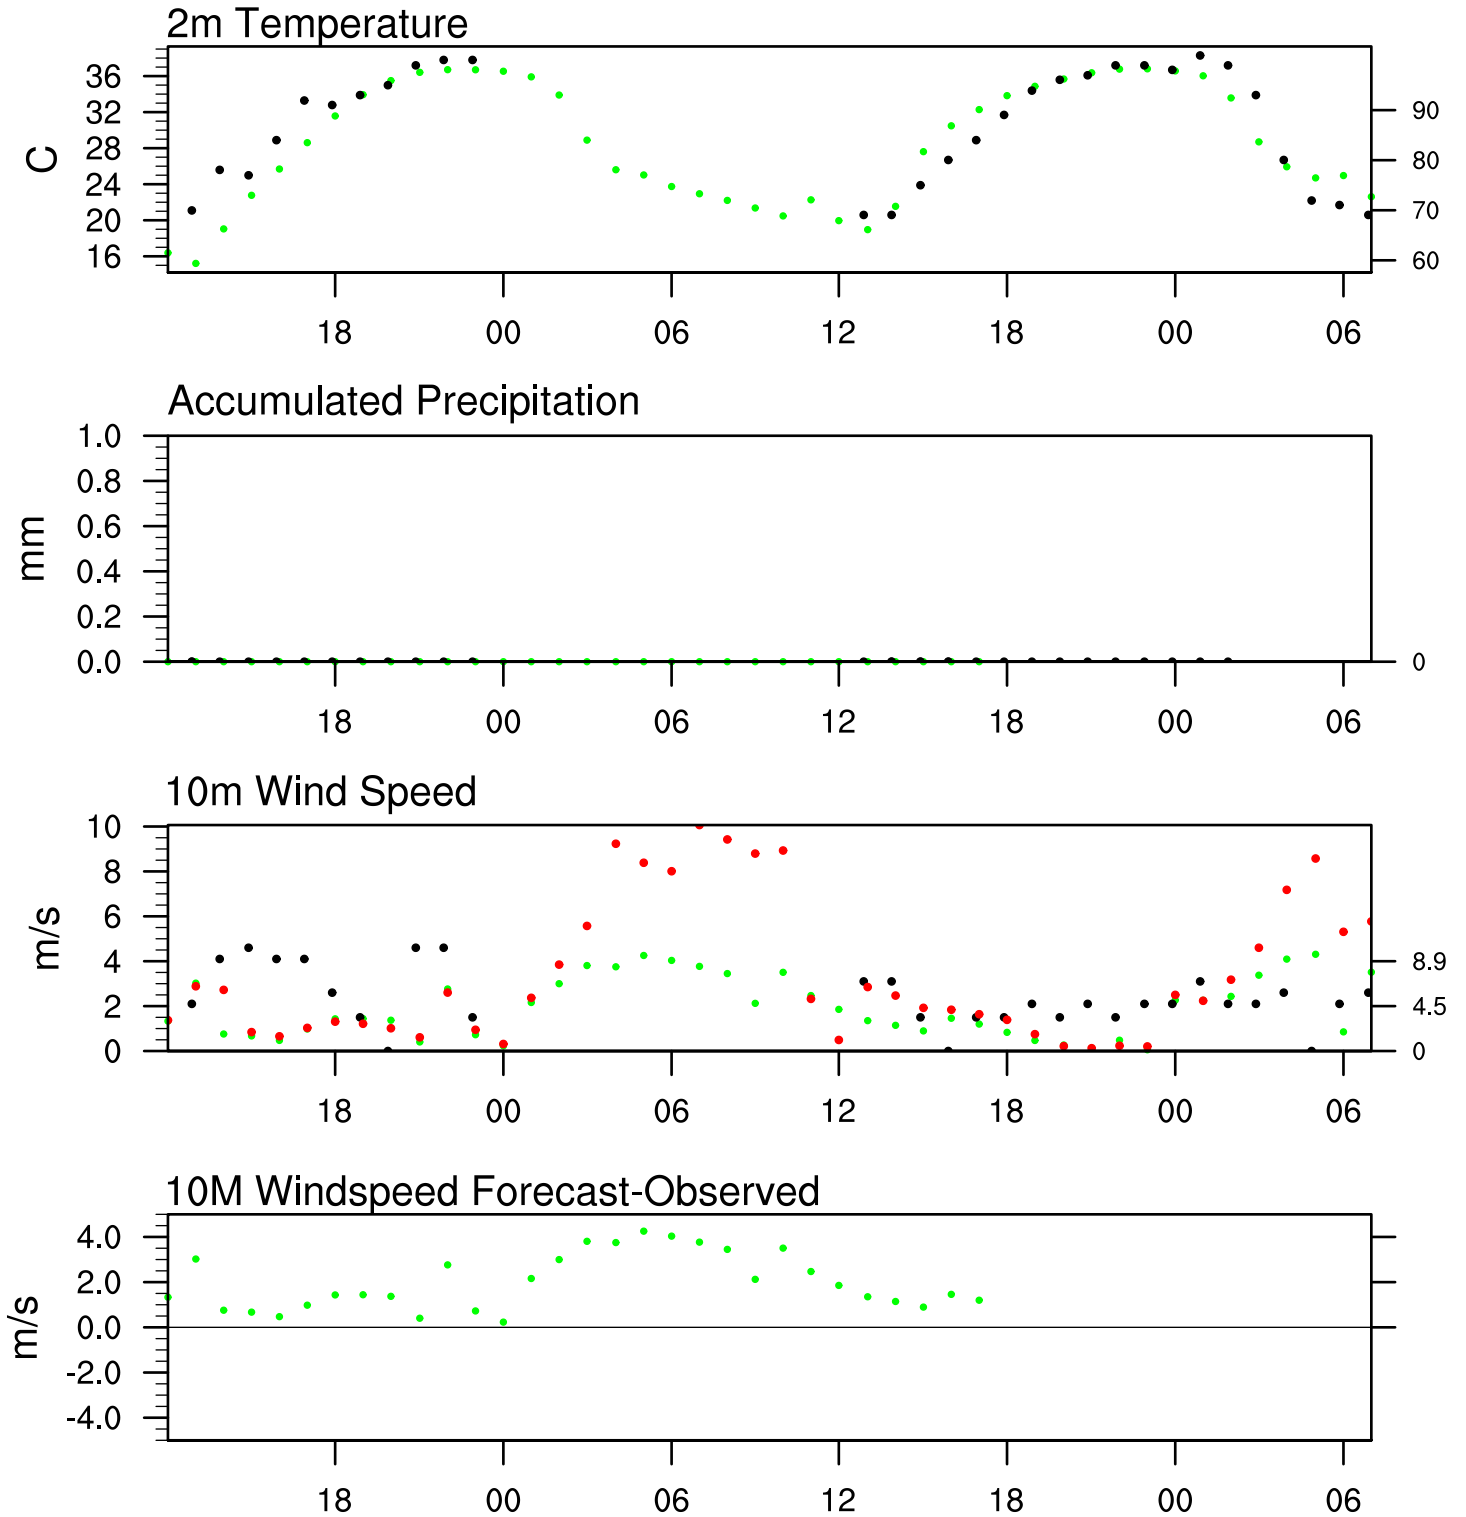 2m Temperature
36
32
28
24
20
16
C
90
80
70
60
18 00 06 12 18 00 06
Accumulated Precipitation
1.0
0.8
0.6
0.4
0.2
0.0
mm
0
18 00 06 12 18 00 06
10m Wind Speed
10
8
6
4
2
0
m/s
8.9
4.5
0
18 00 06 12 18 00 06
10M Windspeed Forecast-Observed
4.0
2.0
0.0
-2.0
-4.0
m/s
18 00 06 12 18 00 06